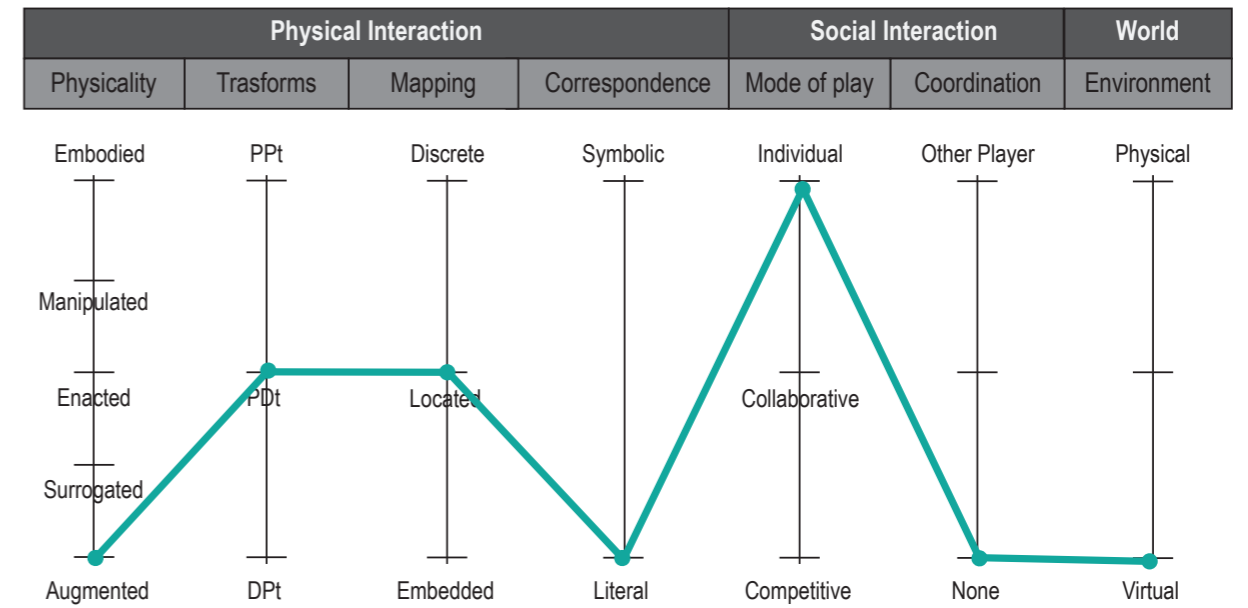 Physical Interaction Social Interaction World
Physicality Trasforms Mapping Correspondence Mode of play Coordination Environment
Embodied PPt Discrete Symbolic Individual Other Player Physical
Manipulated
Enacted PDt Located Collaborative
Surrogated
Augmented DPt Embedded Literal Competitive None Virtual